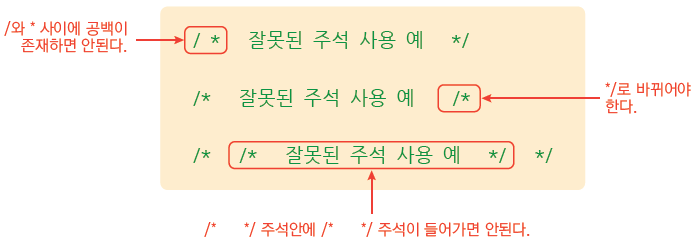 /와 * 사이에 공백이
존재하면 안된다.
/ * 잘못된 주석 사용 예 */
/* 잘못된 주석 사용 예 /*
*/로 바뀌어야
한다.
/* /* 잘못된 주석 사용 예 */ */
/* */ 주석안에 /* */ 주석이 들어가면 안된다.